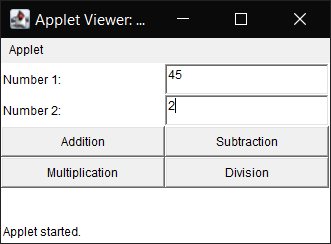 Applet Viewer: ...
Applet
Number 1: 45
Number 2: 2
Addition Subtraction
Multiplication Division
Applet started.